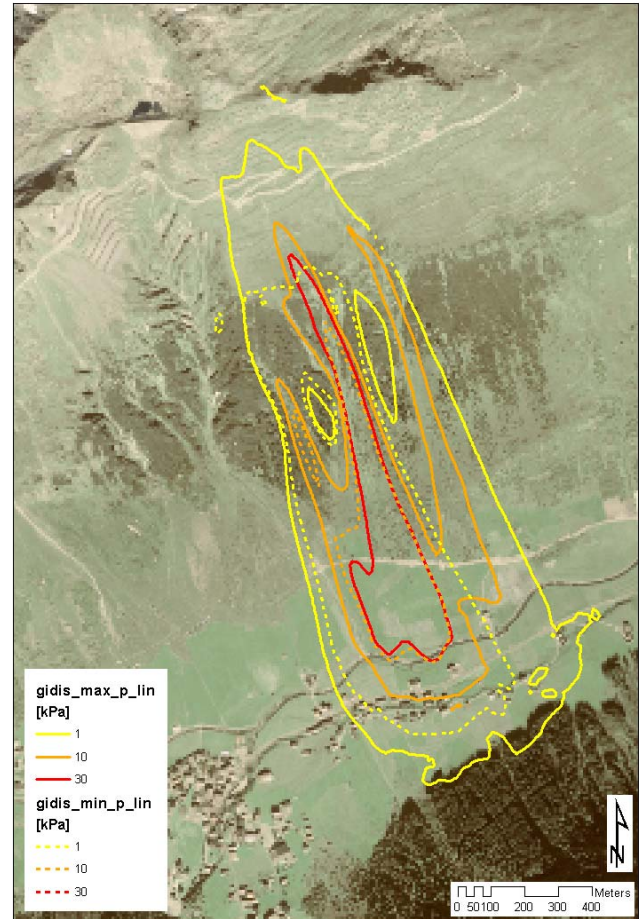 gidis_max_p_lin
[kPa]
1
10
30
gidis_min_p_lin
[kPa]
1
10
30
N
Meters
0 50100 200 300 400